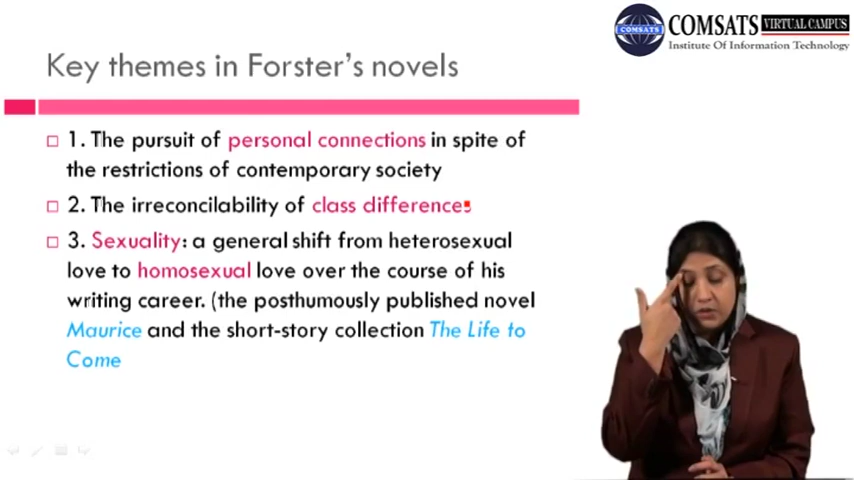 COMSATS VIRTUAL CAMPUS
COMSATS
Institute Of Information Technology
Key themes in Forster's novels
1. The pursuit of personal connections in spite of
the restrictions of contemporary society
2. The irreconcilability of class differences
3. Sexuality: a general shift from heterosexual
love to homosexual love over the course of his
writing career. (the posthumously published novel
Maurice and the short-story collection The Life to
Come